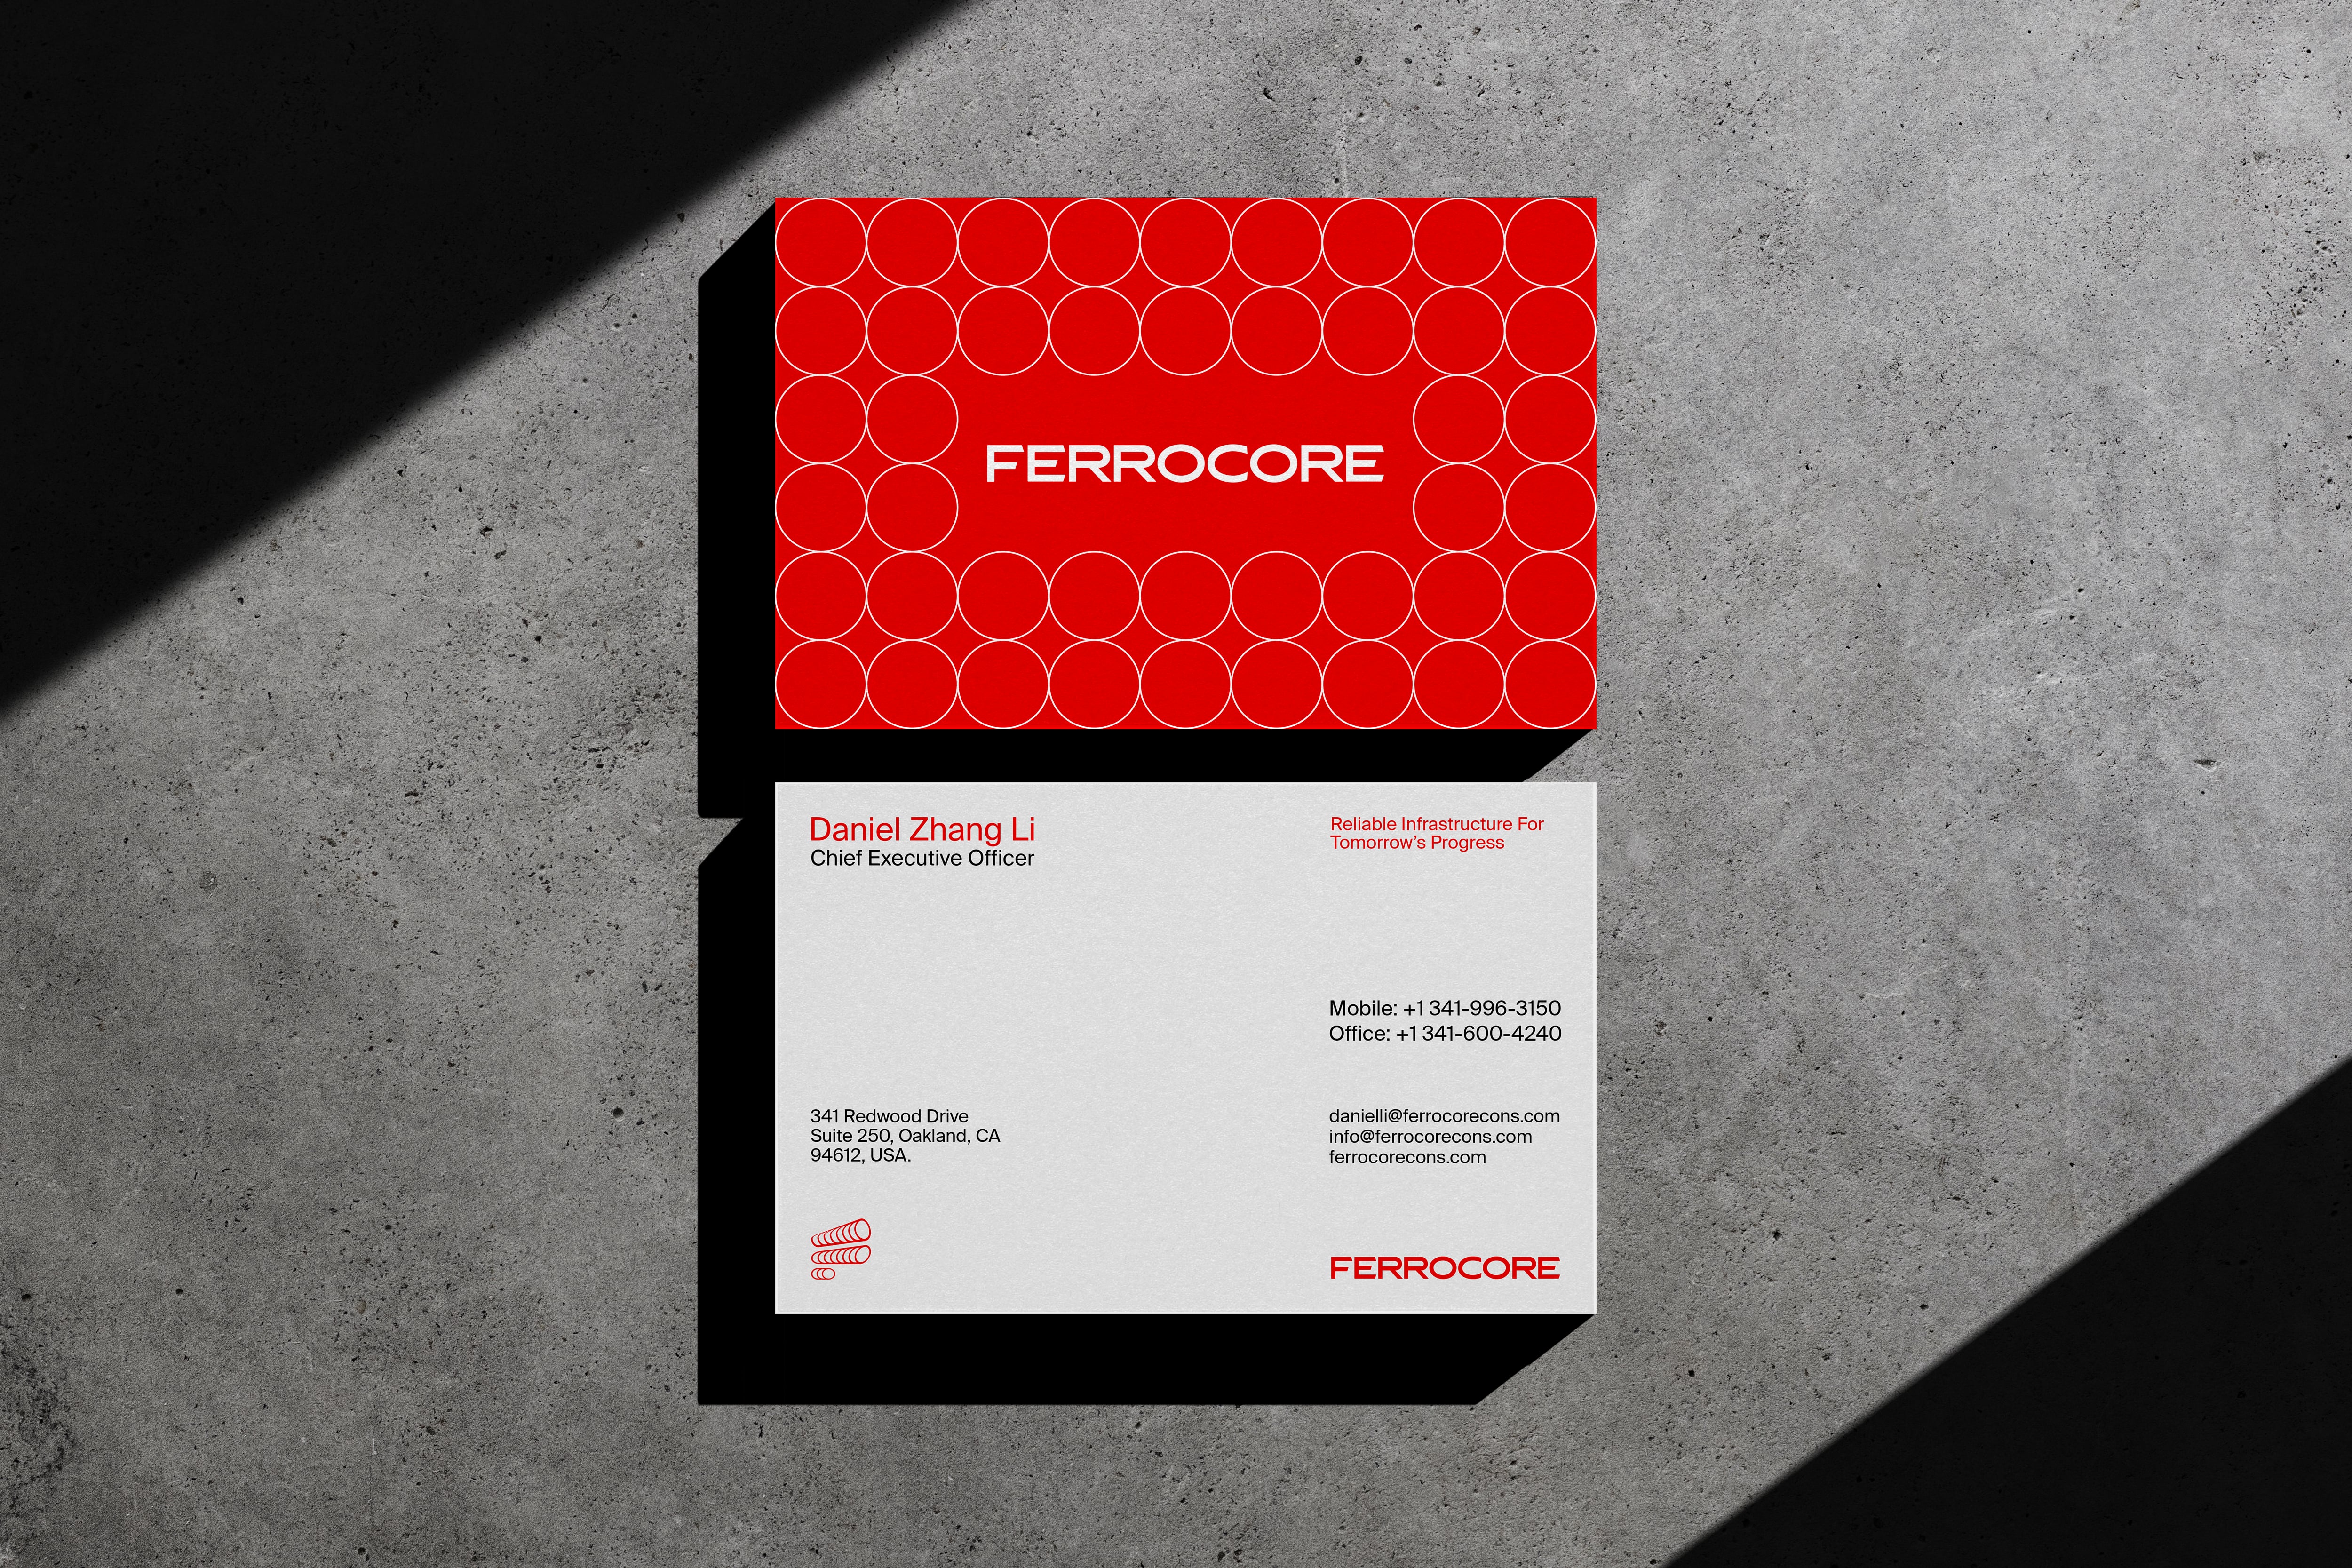 FERROCORE
Daniel Zhang Li
Chief Executive Officer
Reliable Infrastructure For
Tomorrow's Progress
Mobile: +1 341-996-3150
Office: +1 341-600-4240
341 Redwood Drive
Suite 250, Oakland, CA
94612, USA.
danielli@ferrocorecons.com
info@ferrocorecons.com
ferrocorecons.com
FERROCORE